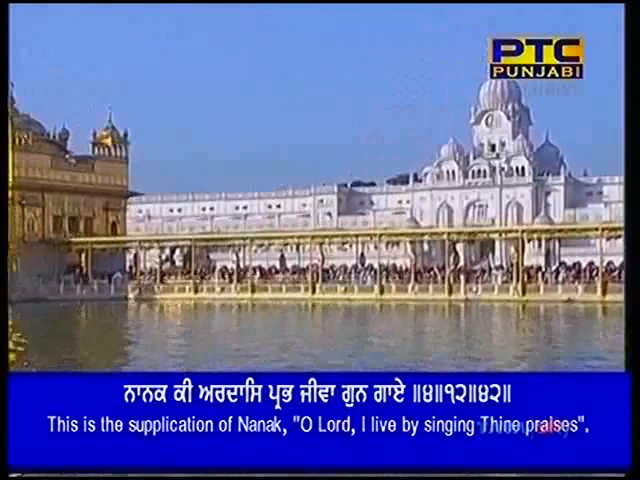 PTC
PUNJABI
ਨਾਨਕ ਕੀ ਅਰਦਾਸਿ ਪ੍ਰਭ ਜੀਵਾ ਗੁਨ ਗਾਏ ॥੪॥੧੨॥੪੨॥
This is the supplication of Nanak, "O Lord, I live by singing Thine praises".